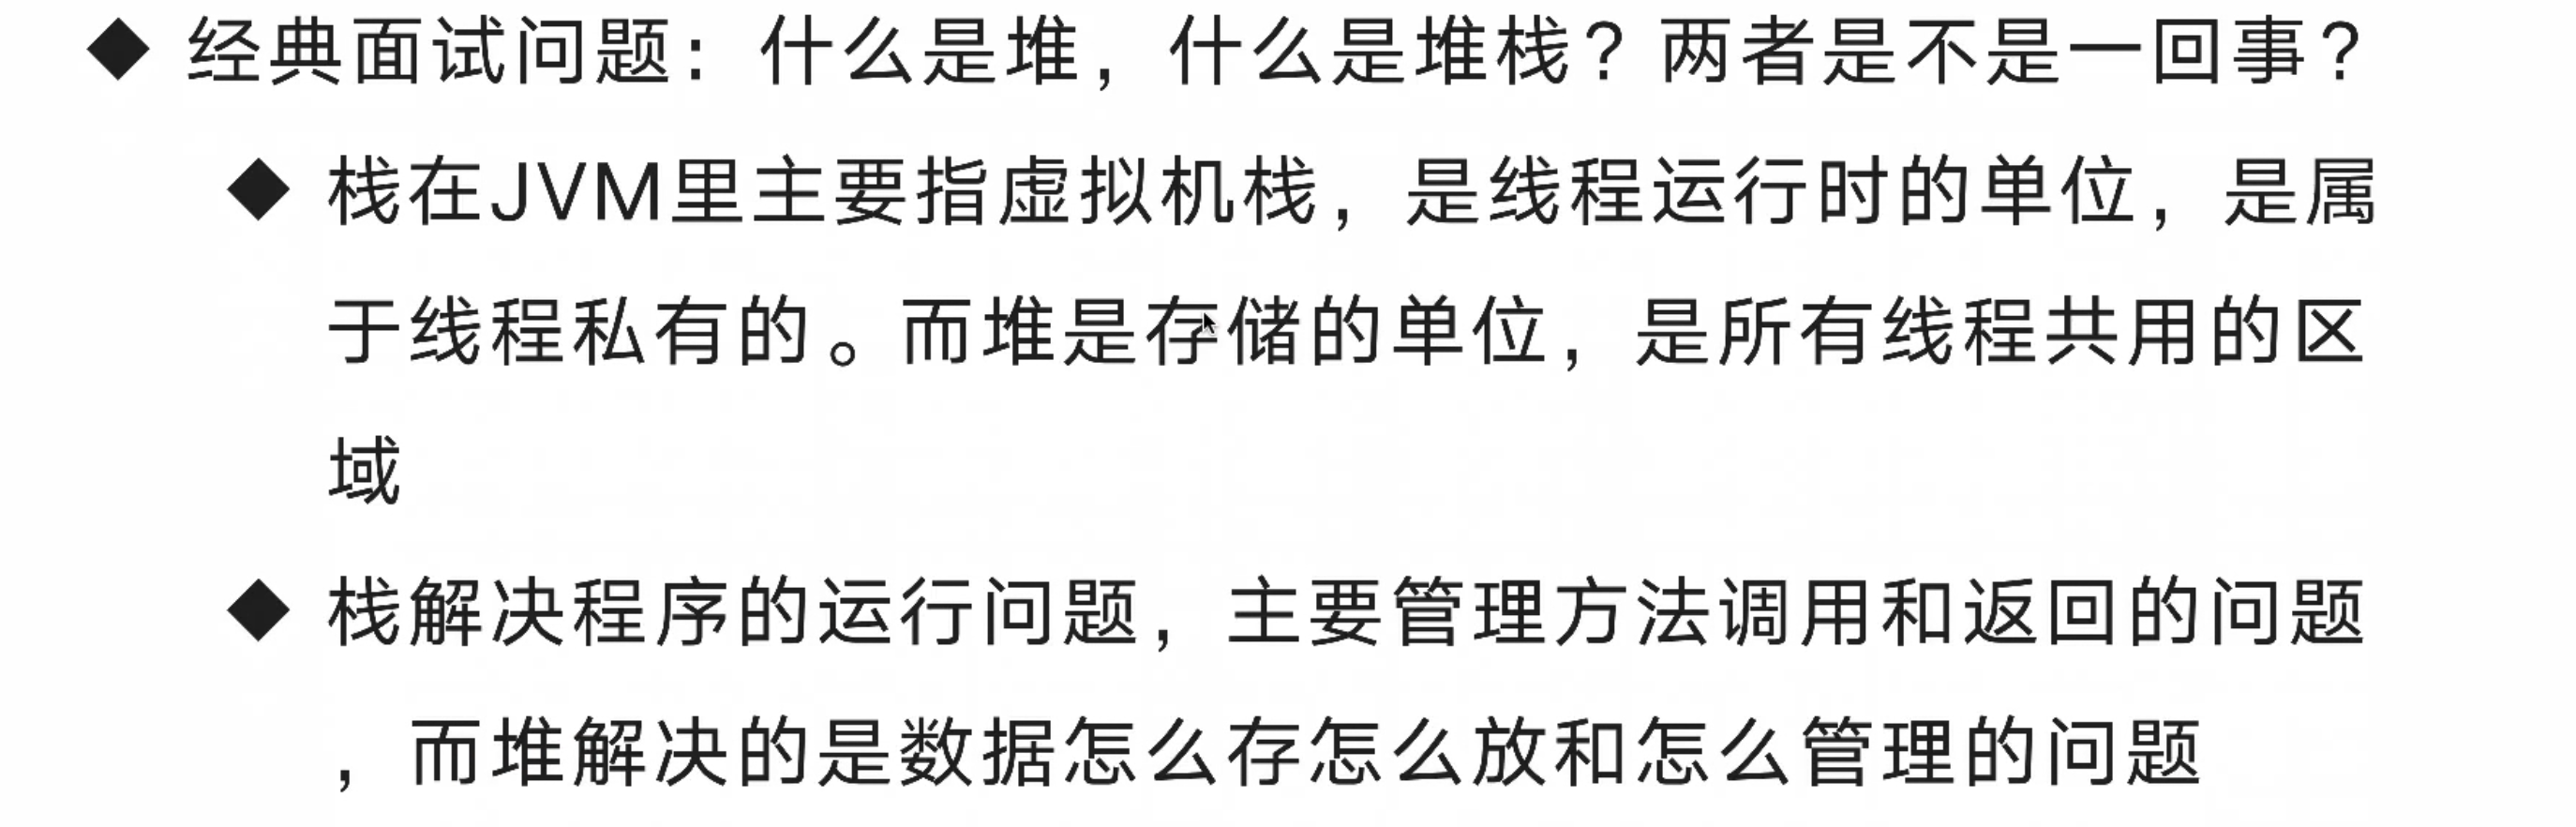 ◆ 经典面试问题：什么是堆，什么是堆栈？两者是不是一回事？
◆ 栈在JVM里主要指虚拟机栈，是线程运行时的单位，是属
于线程私有的。而堆是存储的单位，是所有线程共用的区
域
◆ 栈解决程序的运行问题，主要管理方法调用和返回的问题
，而堆解决的是数据怎么存怎么放和怎么管理的问题